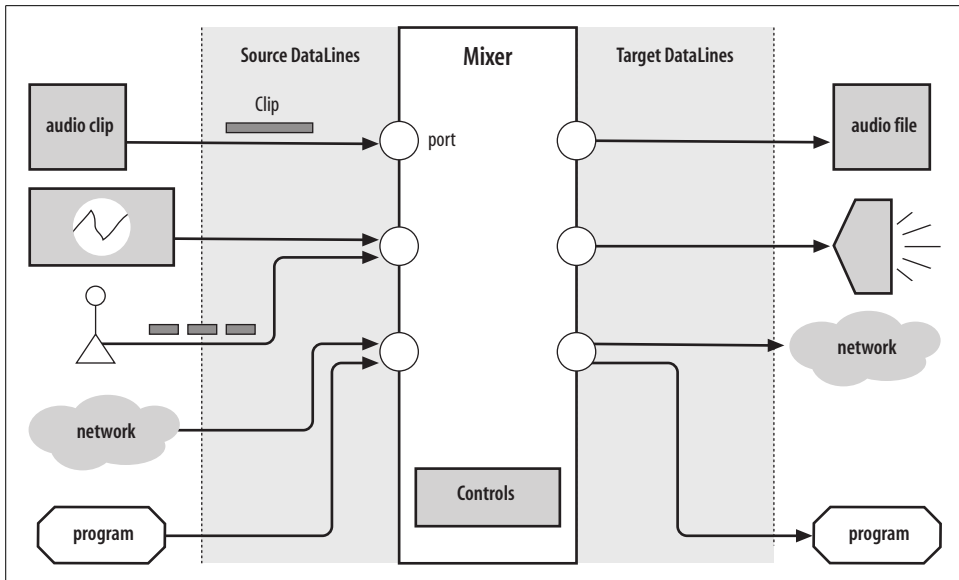 Source DataLines
Mixer
Target DataLines
Clip
audio clip
port
audio file
network
network
Controls
program
program